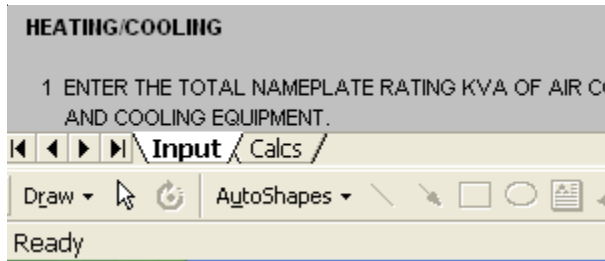 HEATING/COOLING
1 ENTER THE TOTAL NAMEPLATE RATING KVA OF AIR
AND COOLING EQUIPMENT.
Input Calcs
Draw AutoShapes
Ready